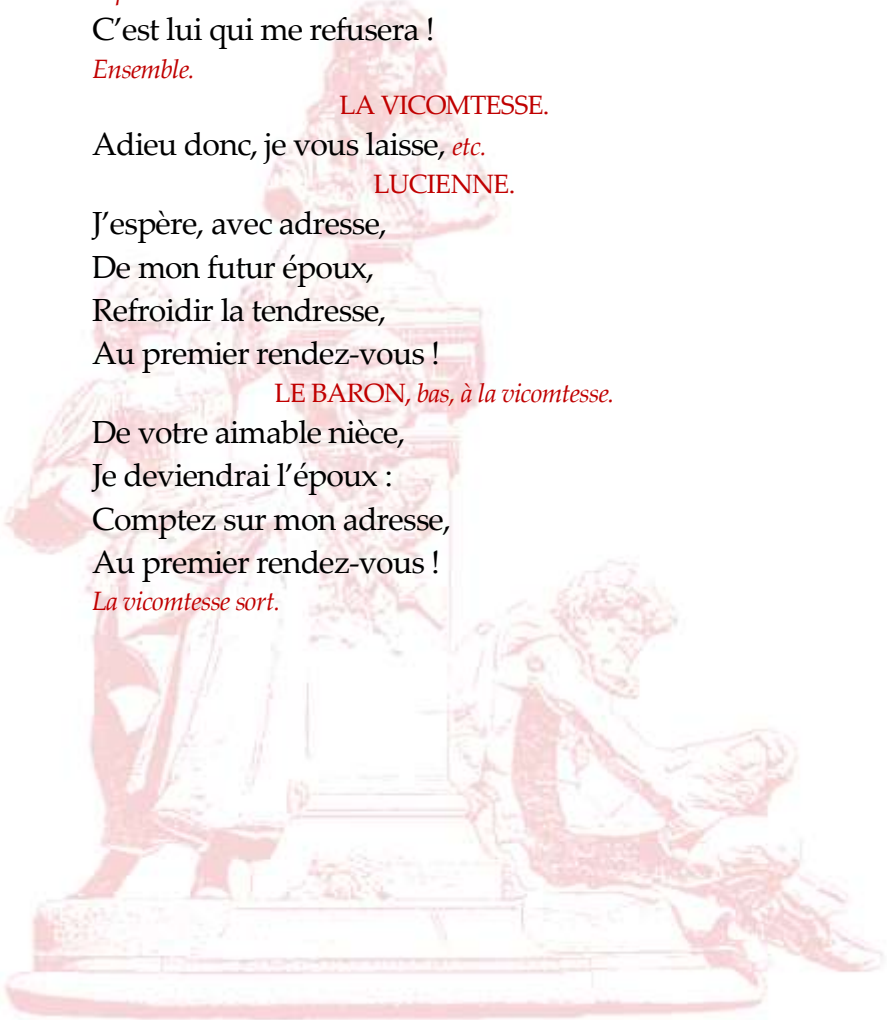 C’est lui qui me refusera !
Ensemble.
LA VICOMTESSE.
Adieu donc, je vous laisse, etc.
LUCIENNE.
J’espère, avec adresse,
De mon futur époux,
Refroidir la tendresse,
Au premier rendez-vous !
LE BARON, bas, à la vicomtesse.
De votre aimable nièce,
Je deviendrai l’époux :
Comptez sur mon adresse,
Au premier rendez-vous !
La vicomtesse sort.